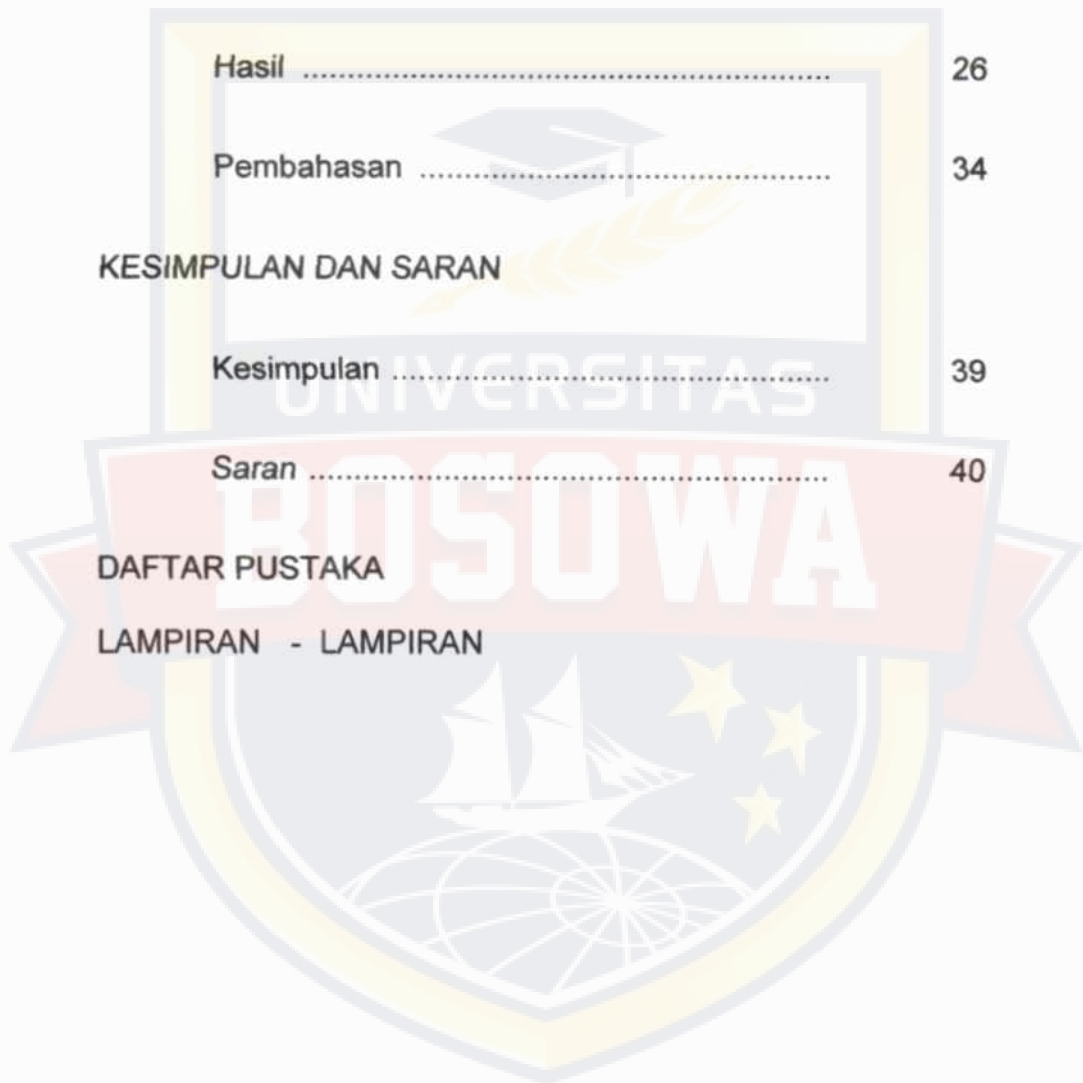 Hasil ................................................................ 26
Pembahasan ................................................. 34
KESIMPULAN DAN SARAN
Kesimpulan ..................................................... 39
UNIVERSITAS
Saran ............................................................... 40
BOSOWA
DAFTAR PUSTAKA
LAMPIRAN - LAMPIRAN